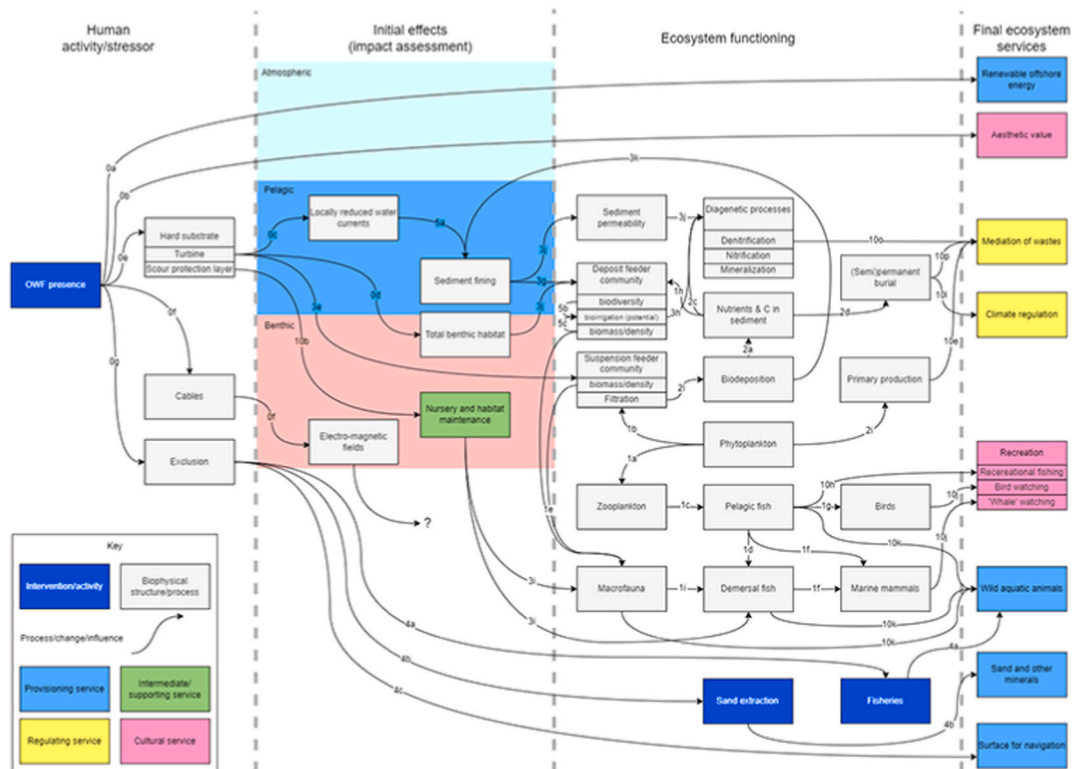 Human
activity/stressor
Initial effects
(impact assessment)
Ecosystem functioning
Final ecosystem
services
Atmospheric
Renewable offshore
energy
Aesthetic value
0a
0b
3k
Pelagic
Locally reduced water
currents
5a
0c
Sediment
permeability
3j
Diagenetic processes
Denitrification
Nitrification
Mineralization
10o
Mediation of wastes
Hard substrate
Turbine
Scour protection layer
0e
OWF presence
Sediment fining
Deposit feeder
community
biodiversity
bioirrigation (potential)
biomass/density
5b
5c
1h
2c
3h
Nutrients & C in
sediment
2d
(Semi)permanent
burial
10p
10l
Climate regulation
0d
3e
3g
0f
0g
10b
Benthic
Total benthic habitat
Suspension feeder
community
biomass/density
Filtration
2a
2l
Biodeposition
Primary production
10e
Cables
0f
Nursery and habitat
maintenance
Electro-magnetic
fields
Exclusion
1b
Phytoplankton
2i
1a
Recreation
Recereational fishing
Bird watching
'Whale' watching
Zooplankton
1c
Pelagic fish
10h
1g
Birds
10j
10k
10j
?
1e
1d
1f
Macrofauna
1i
Demersal fish
1f
Marine mammals
Wild aquatic animals
3i
3i
10k
10k
4a
4b
4c
4a
Sand extraction
Fisheries
4b
Sand and other
minerals
Surface for navigation
Key
Intervention/activity
Biophysical
structure/process
Process/change/influence
Provisioning service
Intermediate/
supporting service
Regulating service
Cultural service